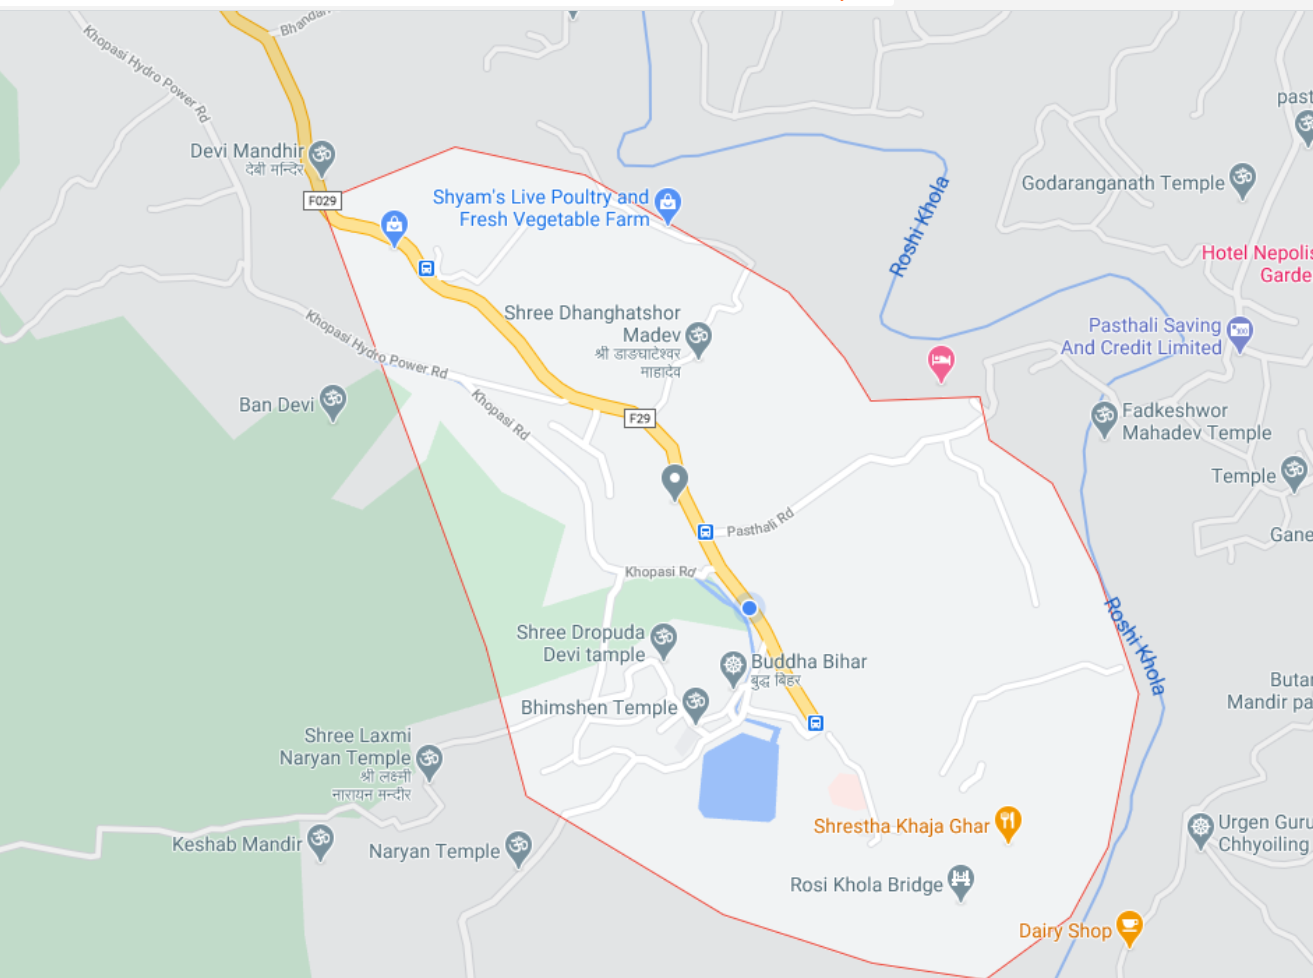 Bhandar
Khopasi Hydro Power Rd
Devi Mandhir
देबी मन्दिर
F029
Shyam's Live Poultry and
Fresh Vegetable Farm
Roshi Khola
past
Godaranganath Temple
Hotel Nepolis
Garde
Shree Dhanghatshor
Madev
श्री डाङघाटेश्वर
माहादेव
Pasthali Saving
And Credit Limited
Khopasi Hydro Power Rd
Ban Devi
Khopasi Rd
F29
Fadkeshwor
Mahadev Temple
Temple
Pasthali Rd
Gane
Khopasi Rd
Roshi Khola
Shree Dropuda
Devi tample
Buddha Bihar
बुद्ध बिहर
Bhimshen Temple
Butan
Mandir pa
Shree Laxmi
Naryan Temple
श्री लक्ष्मी
नारायन मन्दीर
Shrestha Khaja Ghar
Urgen Guru
Chhyoiling
Keshab Mandir
Naryan Temple
Rosi Khola Bridge
Dairy Shop